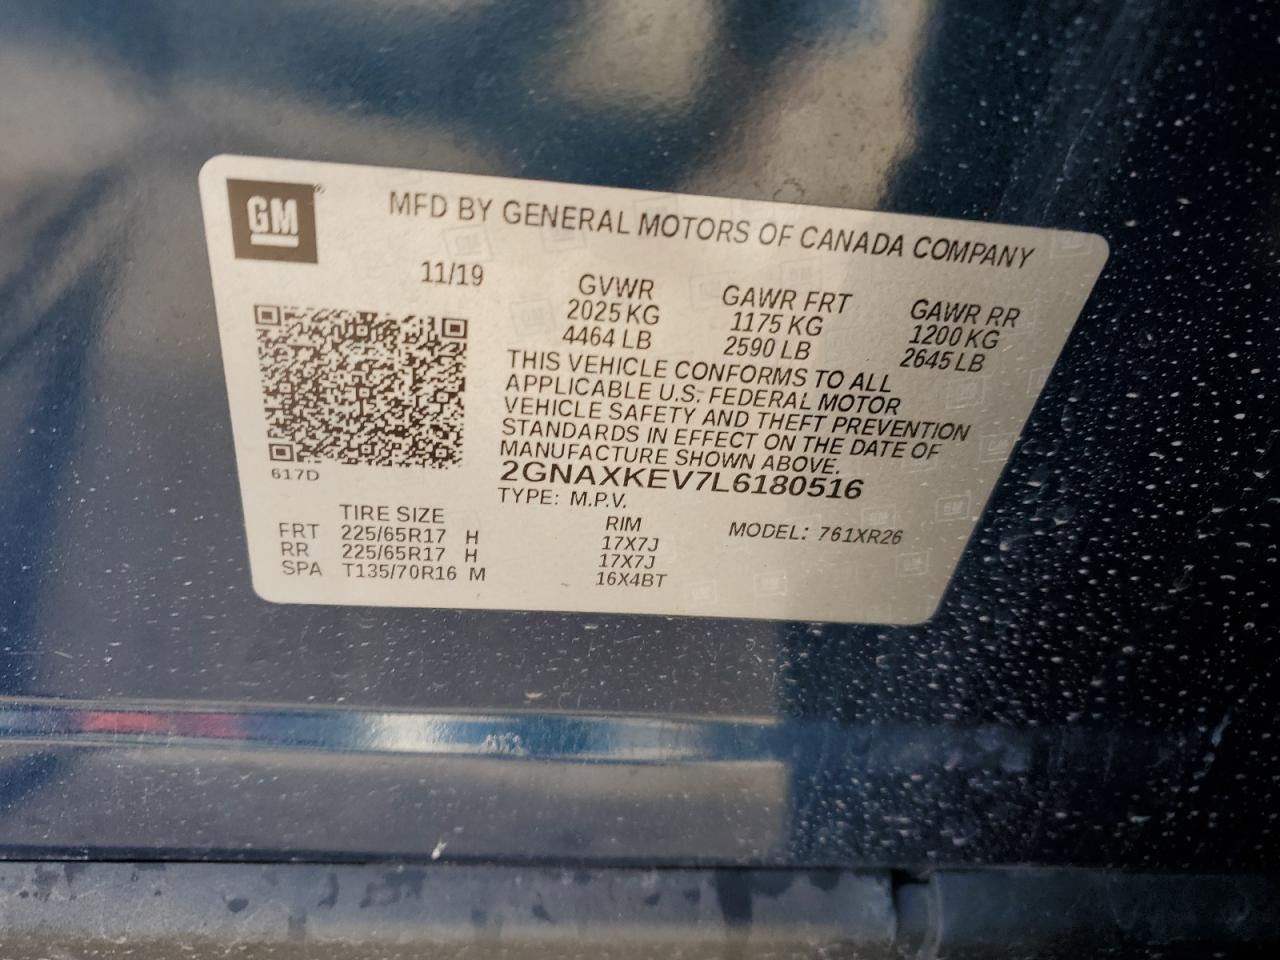 GM
MFD BY GENERAL MOTORS OF CANADA COMPANY
11/19
GVWR GAWR FRT GAWR RR
2025 KG 1175 KG 1200 KG
4464 LB 2590 LB 2645 LB
THIS VEHICLE CONFORMS TO ALL
APPLICABLE U.S. FEDERAL MOTOR
VEHICLE SAFETY AND THEFT PREVENTION
STANDARDS IN EFFECT ON THE DATE OF
MANUFACTURE SHOWN ABOVE.
617D
2GNAXKEV7L6180516
TYPE: M.P.V.
TIRE SIZE RIM MODEL: 761XR26
FRT 225/65R17 H 17X7J
RR 225/65R17 H 17X7J
SPA T135/70R16 M 16X4BT